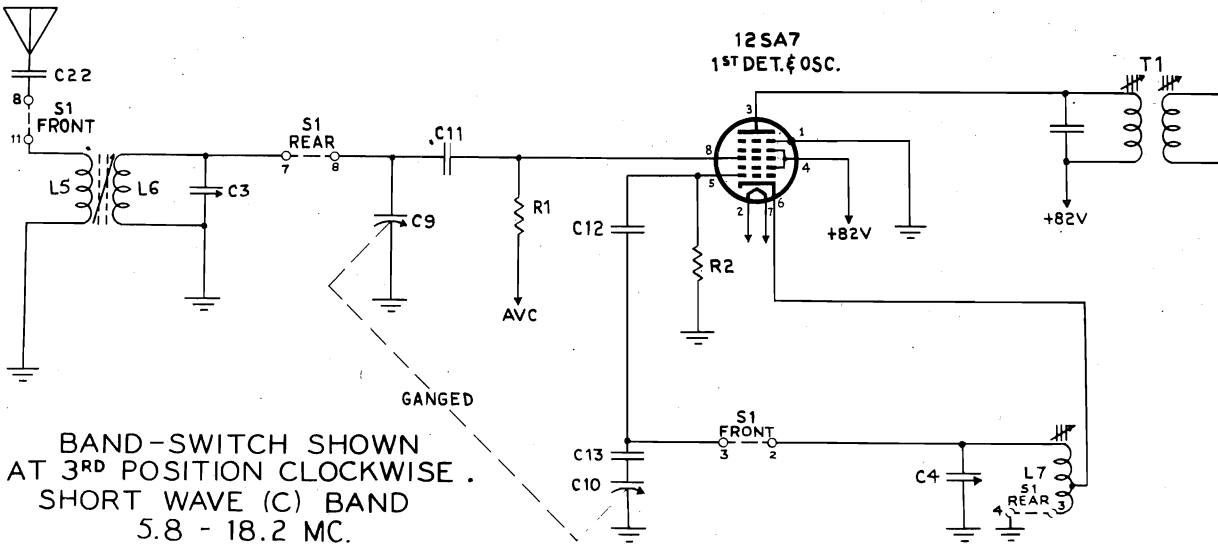 12SA7
1ST DET. & OSC.
T1
C22
8
S1
FRONT
11
S1
REAR
7
8
C11
L5
L6
C3
C9
R1
AVC
8
5
3
1
4
2
7
6
+82V
+82V
C12
R2
GANGED
S1
FRONT
3
2
C13
C10
C4
L7
S1
REAR
4
3
BAND-SWITCH SHOWN
AT 3RD POSITION CLOCKWISE.
SHORT WAVE (C) BAND
5.8 - 18.2 MC.